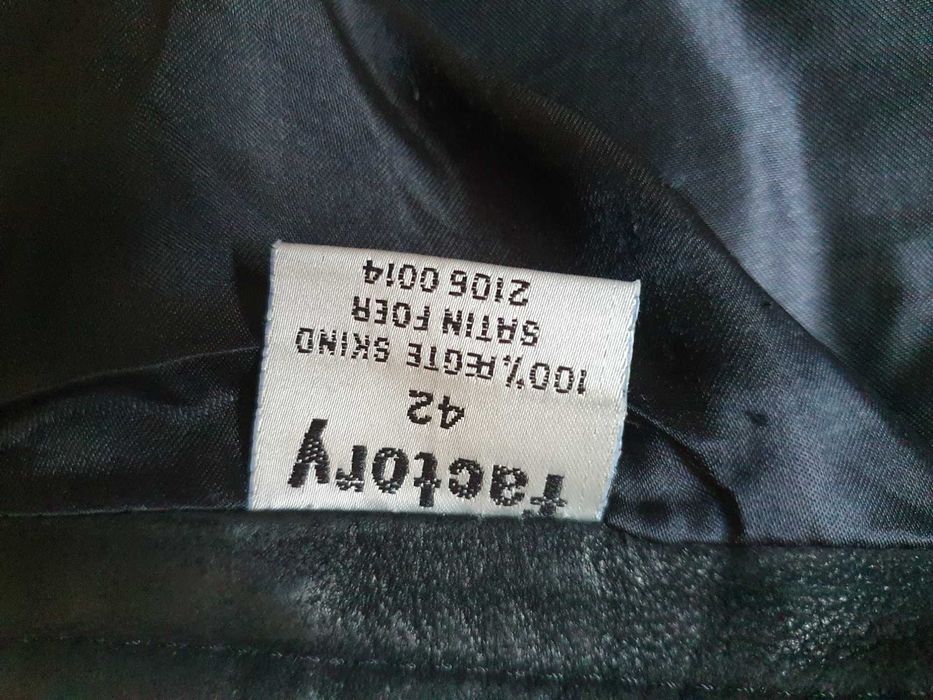 factory
42
100% ÆGTE SKIND
SATIN FOER
2106 0014